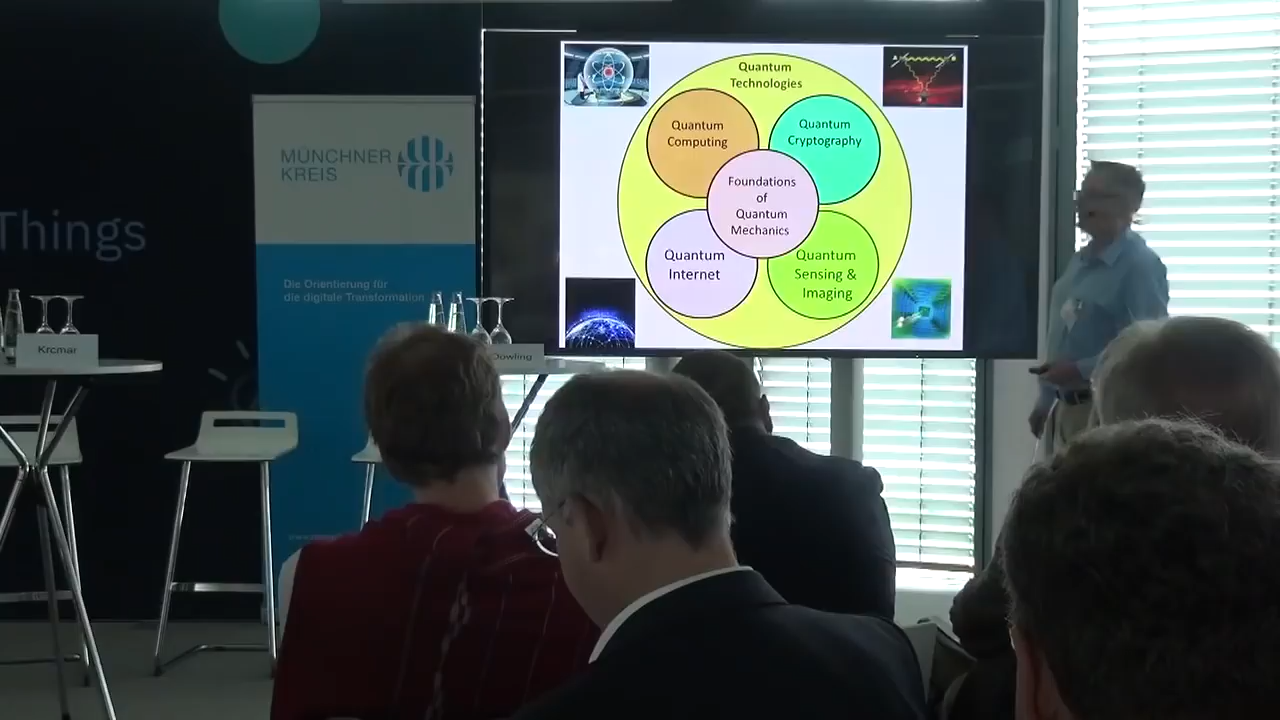 Things
MÜNCHNER
KREIS
Die Orientierung für
die digitale Transformation
Krcmar
Dowling
Quantum
Technologies
Quantum
Computing
Quantum
Cryptography
Foundations
of
Quantum
Mechanics
Quantum
Internet
Quantum
Sensing &
Imaging
A
B